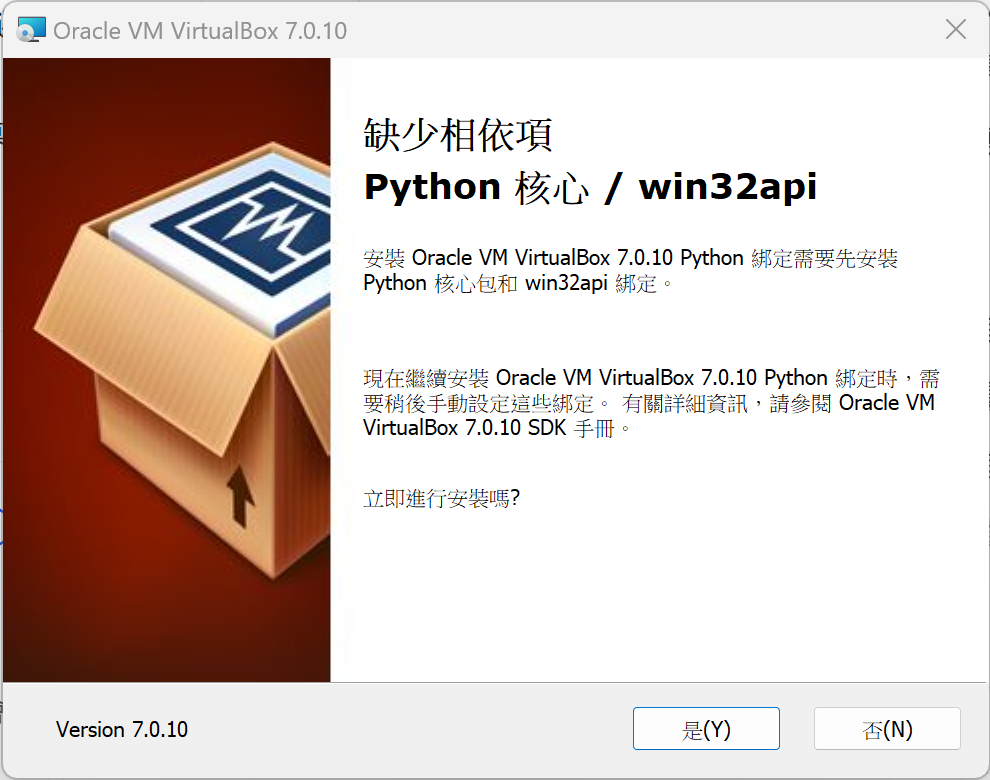 Oracle VM VirtualBox 7.0.10
缺少相依項
Python 核心 / win32api
安裝 Oracle VM VirtualBox 7.0.10 Python 綁定需要先安裝
Python 核心包和 win32api 綁定。
現在繼續安裝 Oracle VM VirtualBox 7.0.10 Python 綁定時，需
要稍後手動設定這些綁定。 有關詳細資訊，請參閱 Oracle VM
VirtualBox 7.0.10 SDK 手冊。
立即進行安裝嗎?
Version 7.0.10
是(Y)
否(N)